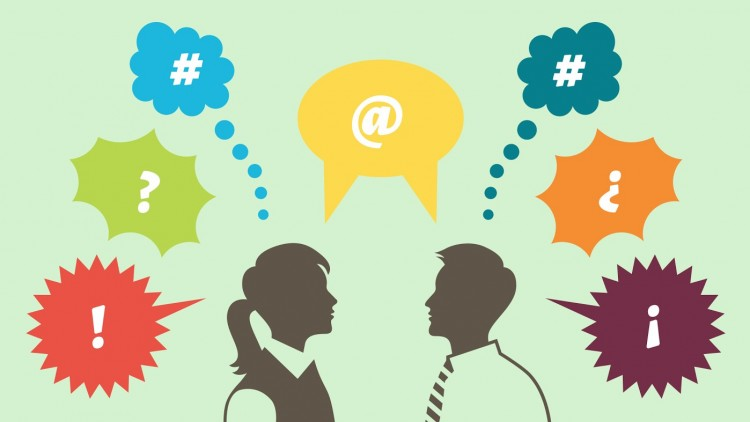 # @ #
? ¿
! ¡